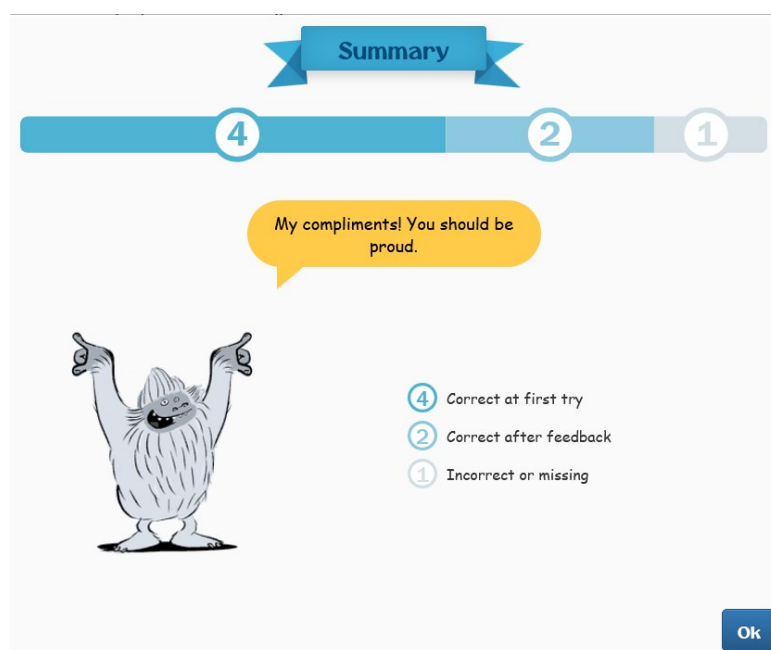 Summary
4
2
1
My compliments! You should be
proud.
4 Correct at first try
2 Correct after feedback
1 Incorrect or missing
Ok